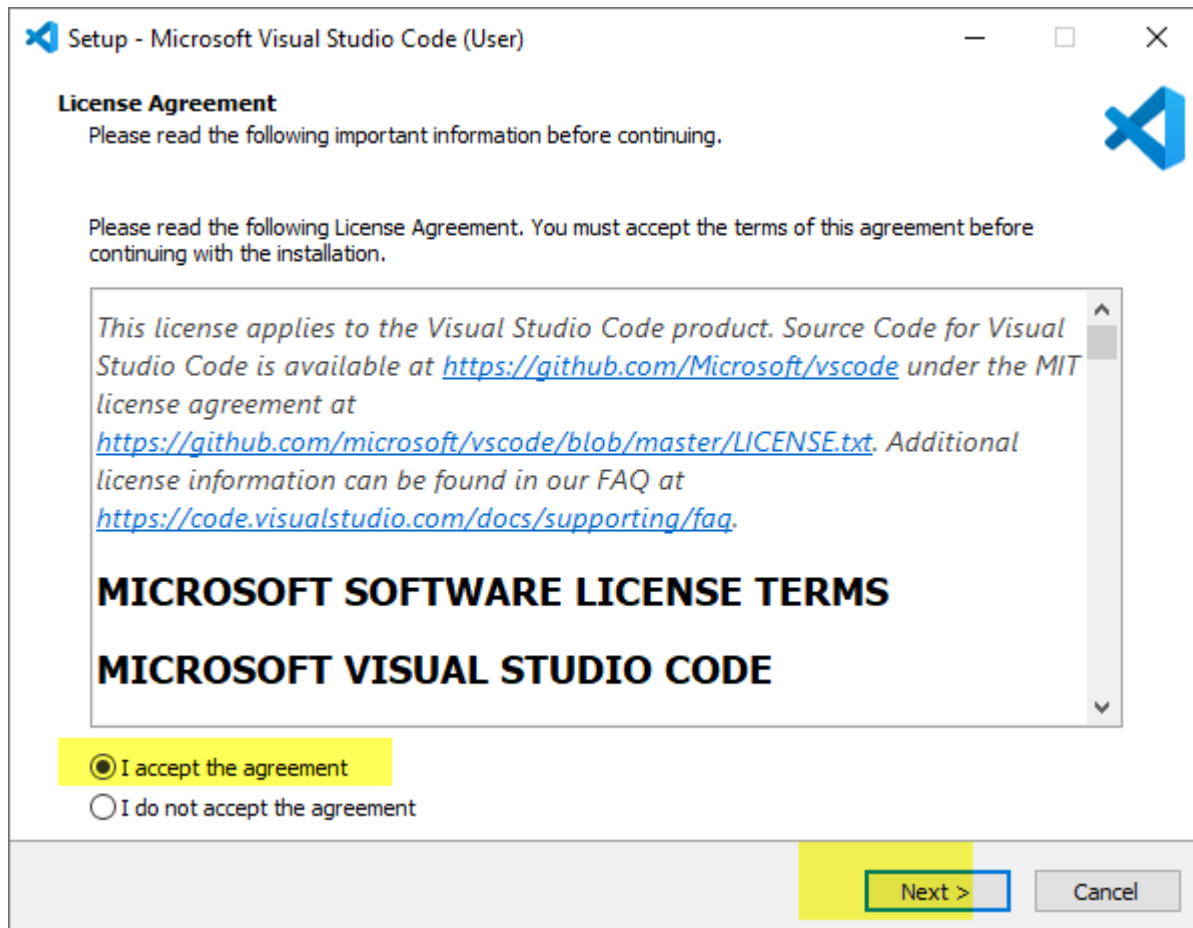 Setup - Microsoft Visual Studio Code (User)
License Agreement
Please read the following important information before continuing.
Please read the following License Agreement. You must accept the terms of this agreement before
continuing with the installation.
This license applies to the Visual Studio Code product. Source Code for Visual
Studio Code is available at https://github.com/Microsoft/vscode under the MIT
license agreement at
https://github.com/microsoft/vscode/blob/master/LICENSE.txt. Additional
license information can be found in our FAQ at
https://code.visualstudio.com/docs/supporting/faq.
MICROSOFT SOFTWARE LICENSE TERMS
MICROSOFT VISUAL STUDIO CODE
I accept the agreement
I do not accept the agreement
Next >
Cancel